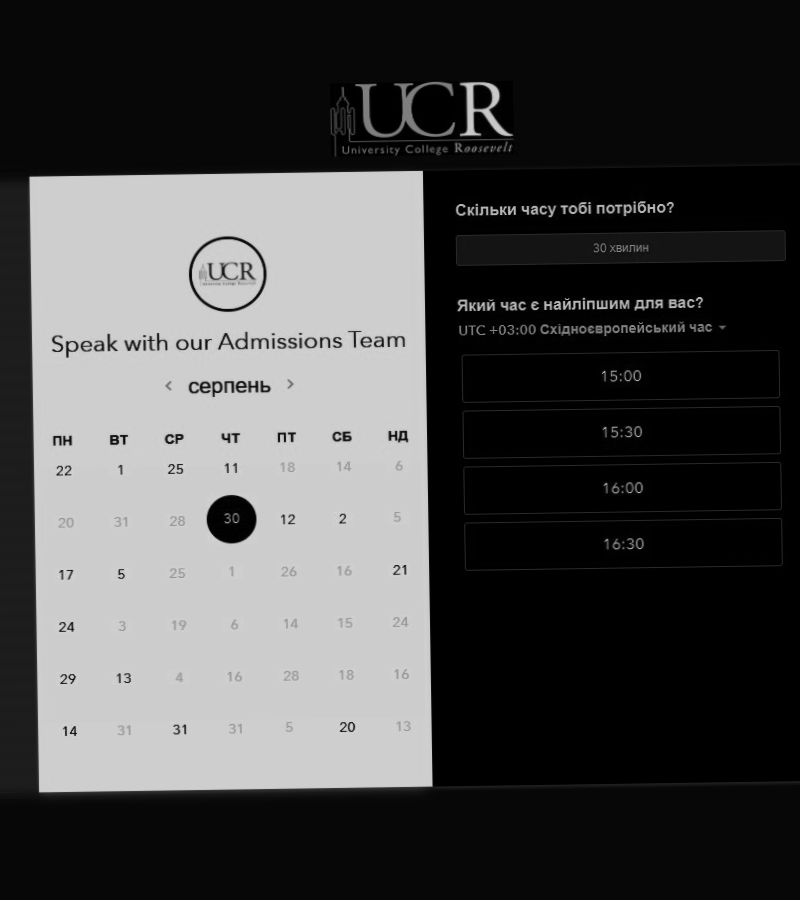 UCR
University College Roosevelt
UCR
University College Roosevelt
Speak with our Admissions Team
серпень
ПН ВТ СР ЧТ ПТ СБ НД
22 1 25 11 18 14 6
20 31 28 30 12 2 5
17 5 25 1 26 16 21
24 3 19 6 14 15 24
29 13 4 16 28 18 16
14 31 31 31 5 20 13
Скільки часу тобі потрібно?
30 хвилин
Який час є найліпшим для вас?
UTC +03:00 Східноєвропейський час
15:00
15:30
16:00
16:30